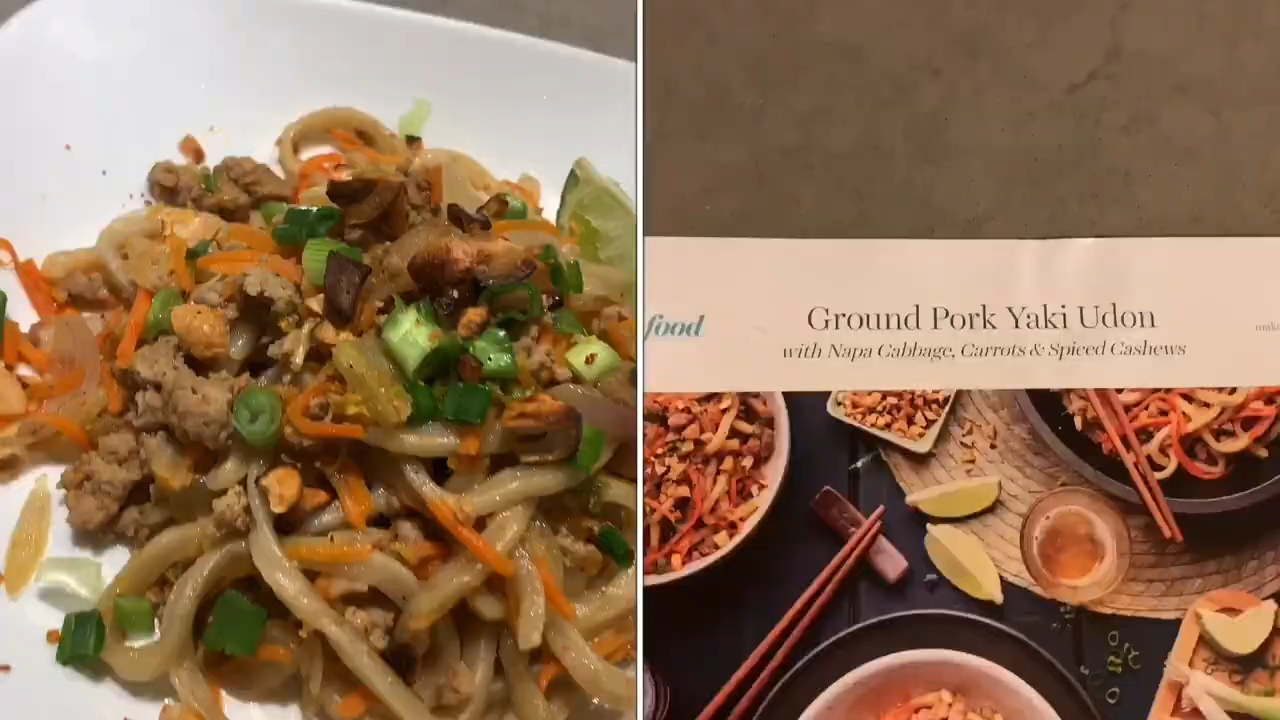 food
Ground Pork Yaki Udon
with Napa Cabbage, Carrots & Spiced Cashews